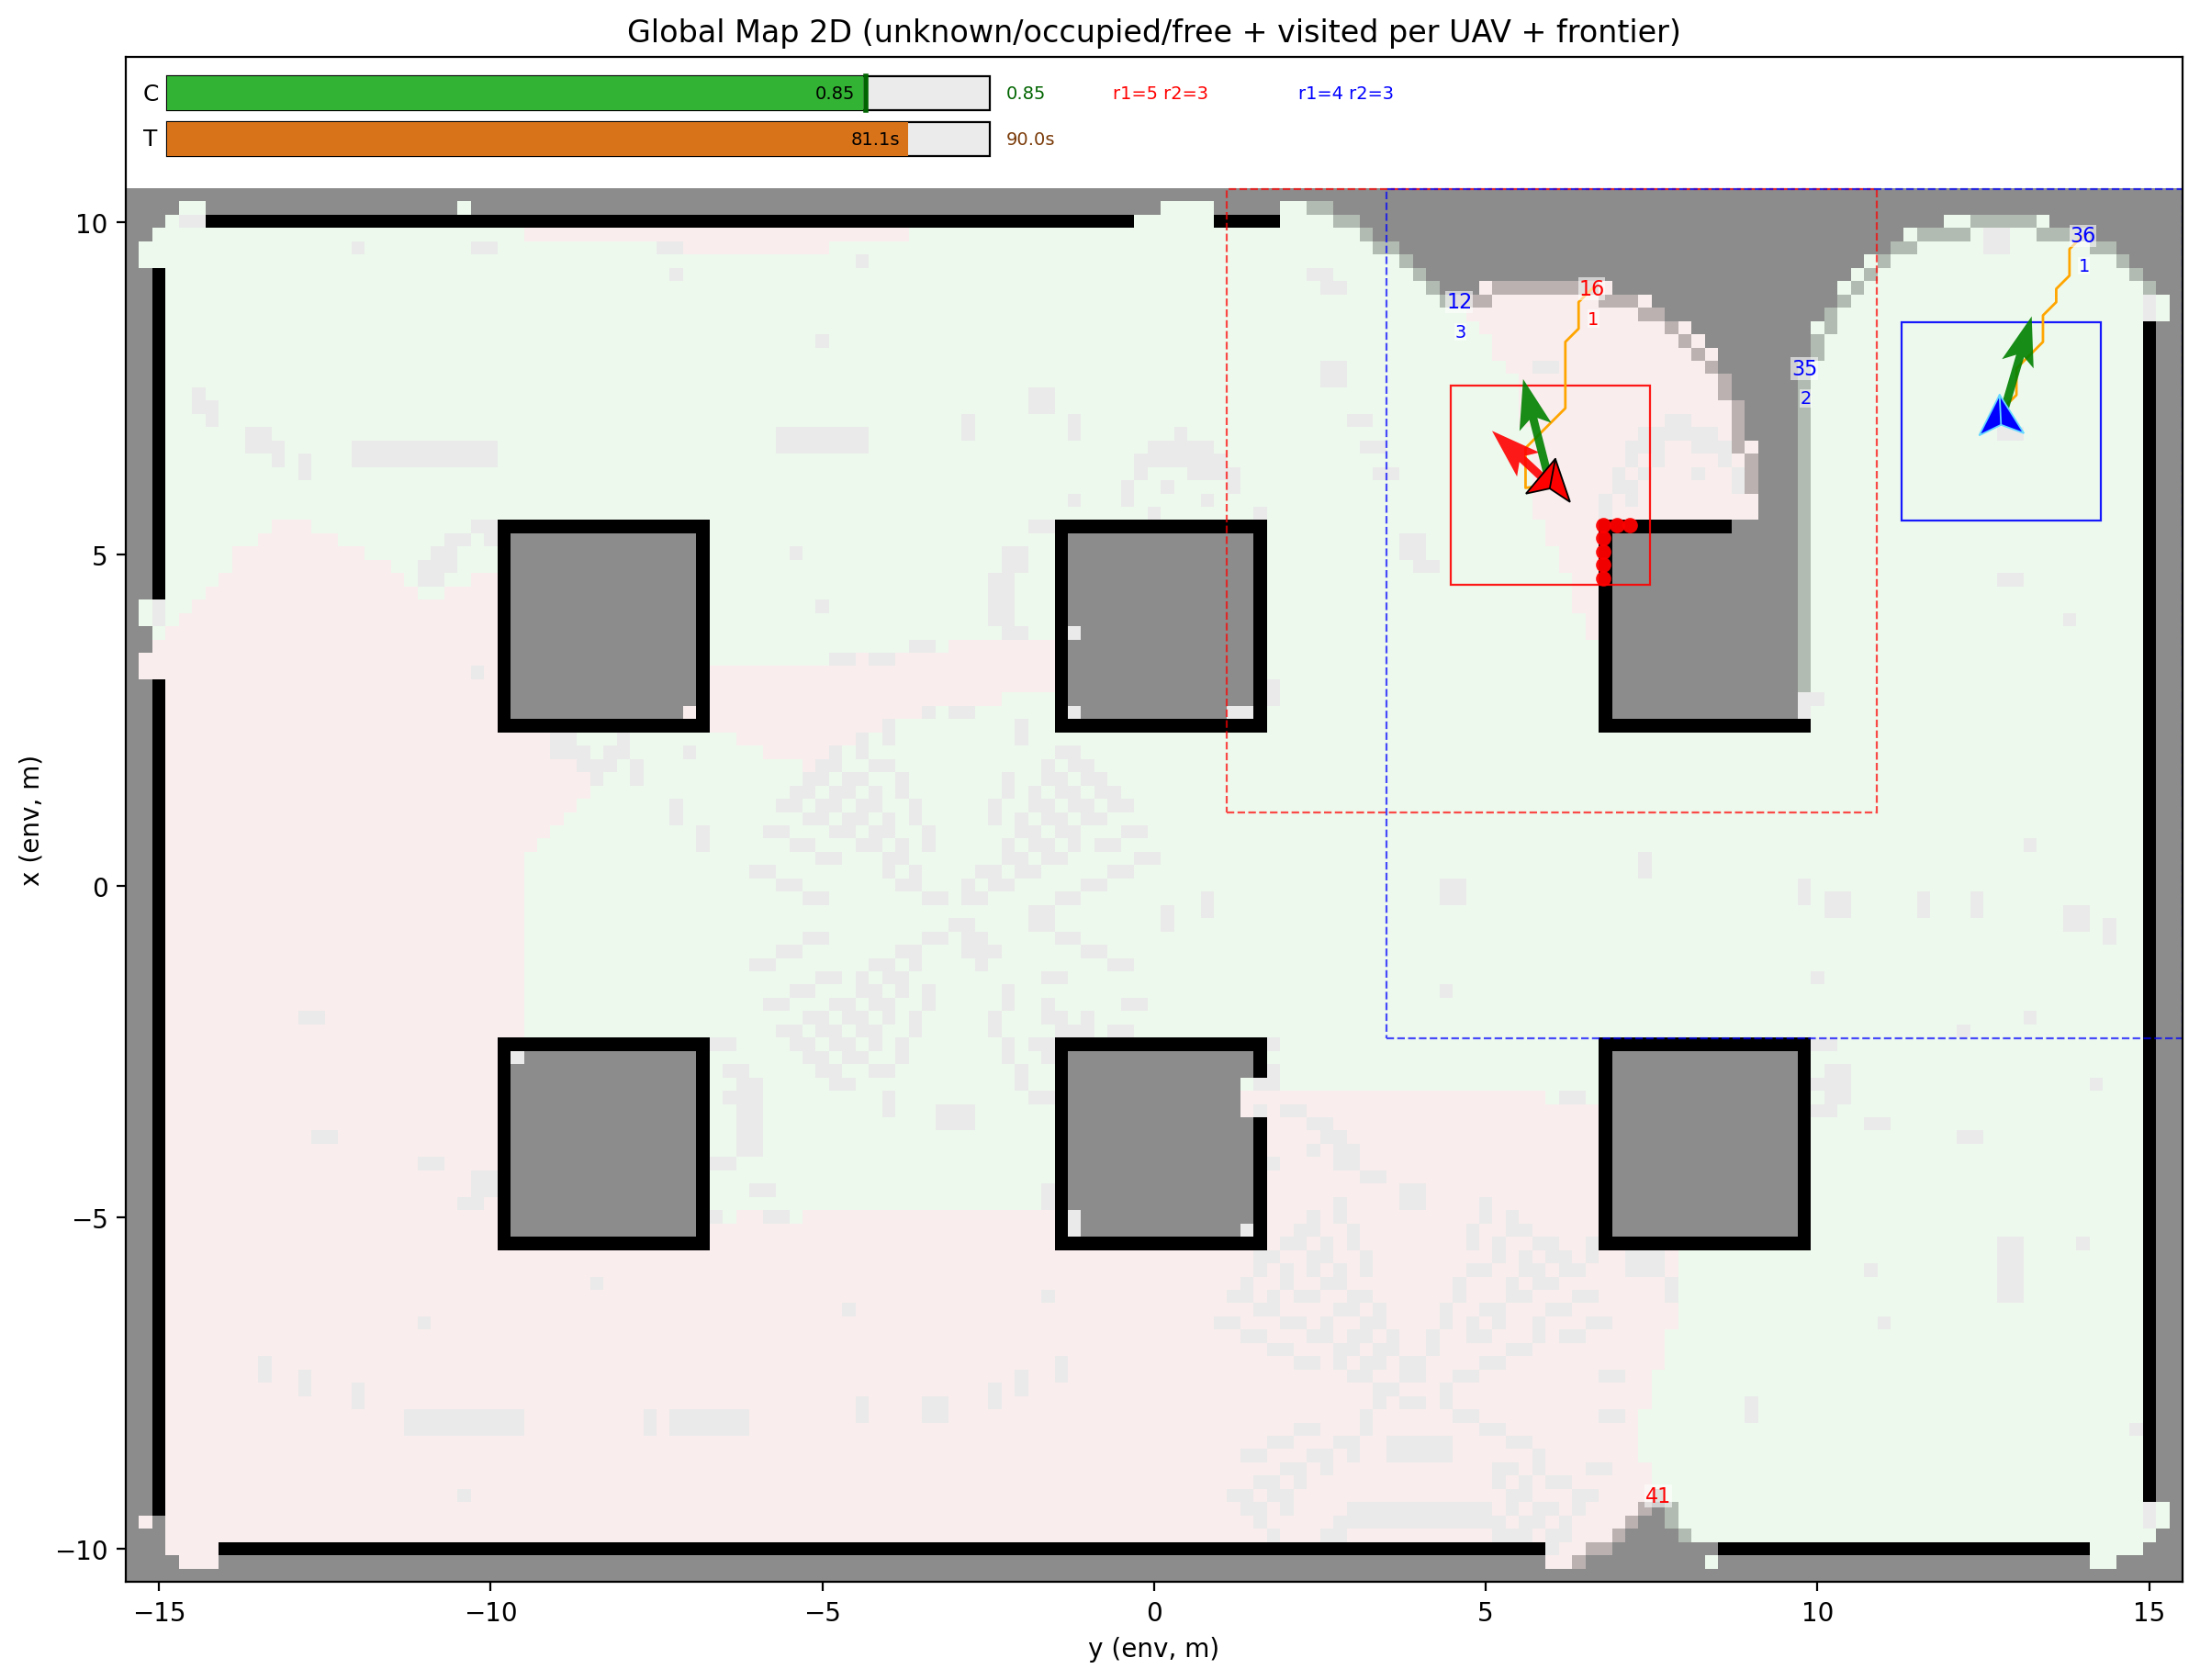 Global Map 2D (unknown/occupied/free + visited per UAV + frontier)
C 0.85 0.85 r1=5 r2=3 r1=4 r2=3
T 81.1s 90.0s
10
5
0
−5
−10
x (env, m)
36
1
16
1
12
3
35
2
41
−15 −10 −5 0 5 10 15
y (env, m)